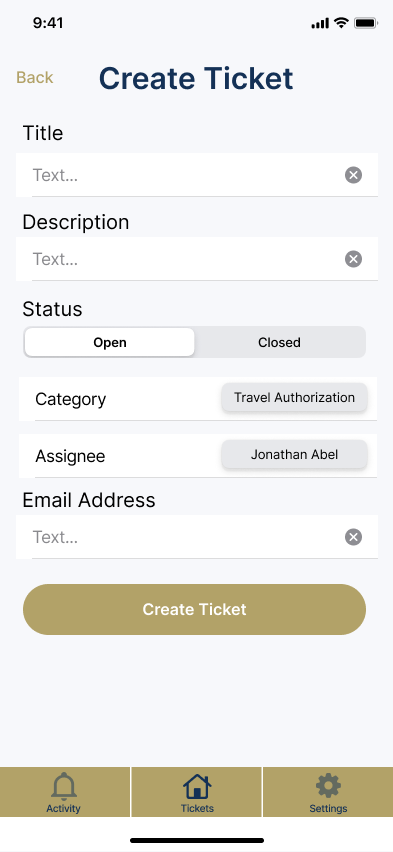 9:41
Back
Create Ticket
Title
Text...
Description
Text...
Status
Open Closed
Category Travel Authorization
Assignee Jonathan Abel
Email Address
Text...
Create Ticket
Activity Tickets Settings